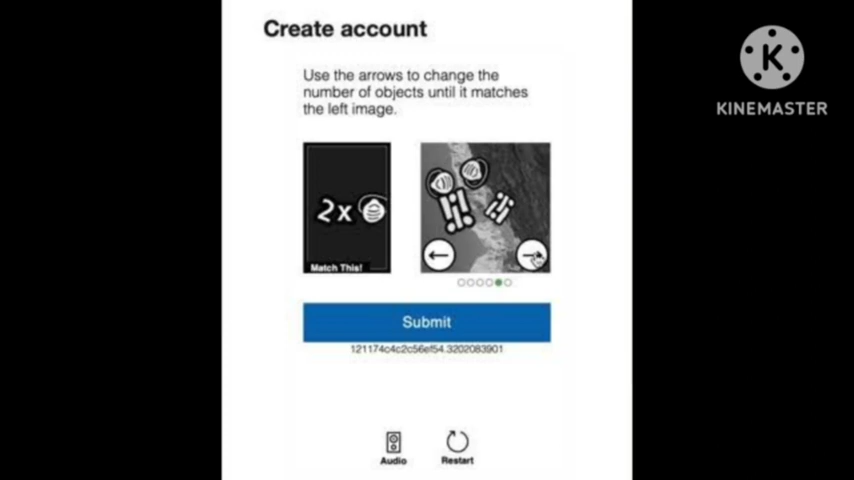 Create account
Use the arrows to change the
number of objects until it matches
the left image.
2x
Match This!
Submit
121174c4c2c56ef54.3202083901
Audio
Restart
K
KINEMASTER